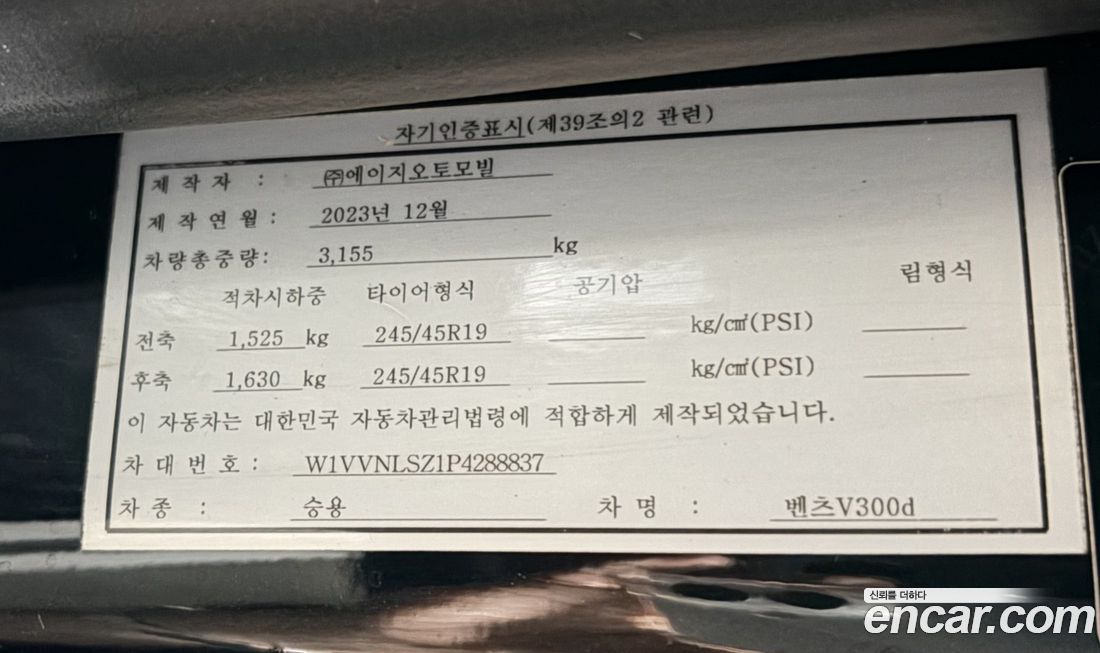 자기인증표시(제39조의2 관련)
제 작 자 : ㈜에이지오토모빌
제 작 연 월 : 2023년 12월
차량총중량: 3,155 kg
적차시하중 타이어형식 공기압 림형식
전축 1,525 kg 245/45R19 kg/㎠(PSI)
후축 1,630 kg 245/45R19 kg/㎠(PSI)
이 자동차는 대한민국 자동차관리법령에 적합하게 제작되었습니다.
차 대 번 호 : W1VVNLSZ1P4288837
차 종 : 승용 차 명 : 벤츠V300d
신뢰를 더하다
encar.com